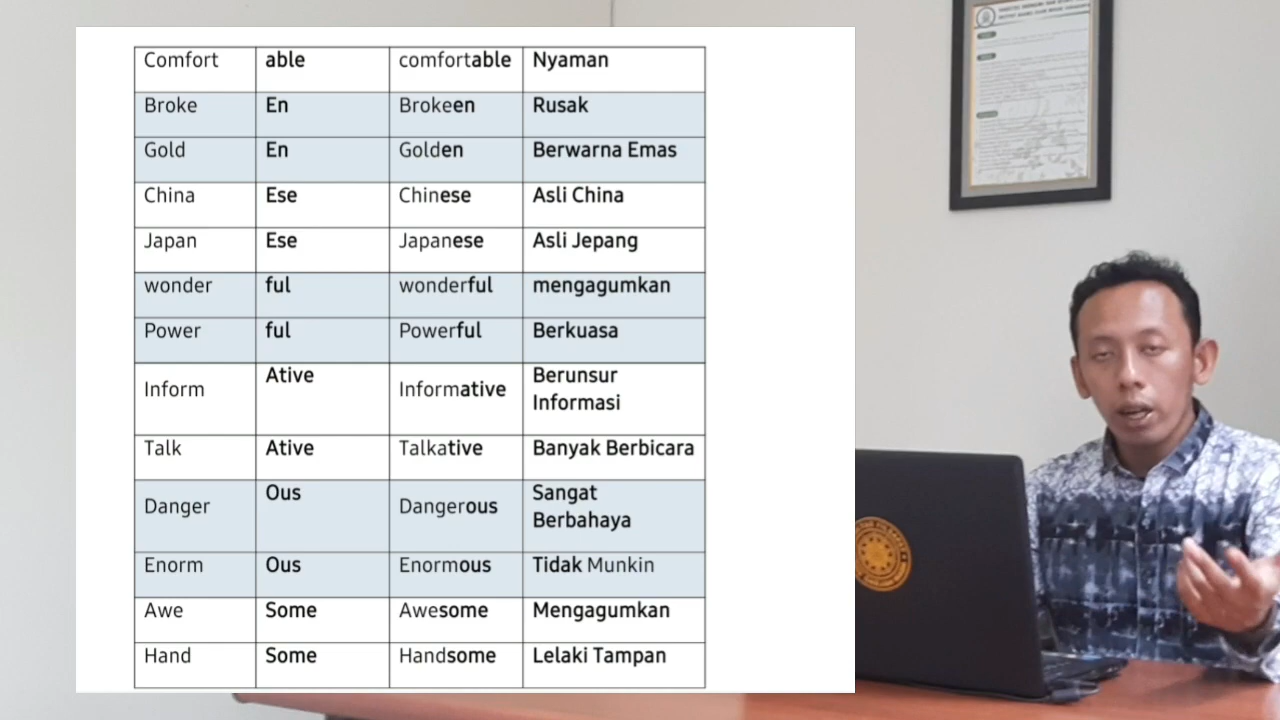 Comfort able comfortable Nyaman
Broke En Brokeen Rusak
Gold En Golden Berwarna Emas
China Ese Chinese Asli China
Japan Ese Japanese Asli Jepang
wonder ful wonderful mengagumkan
Power ful Powerful Berkuasa
Inform Ative Informative Berunsur
Informasi
Talk Ative Talkative Banyak Berbicara
Danger Ous Dangerous Sangat
Berbahaya
Enorm Ous Enormous Tidak Munkin
Awe Some Awesome Mengagumkan
Hand Some Handsome Lelaki Tampan